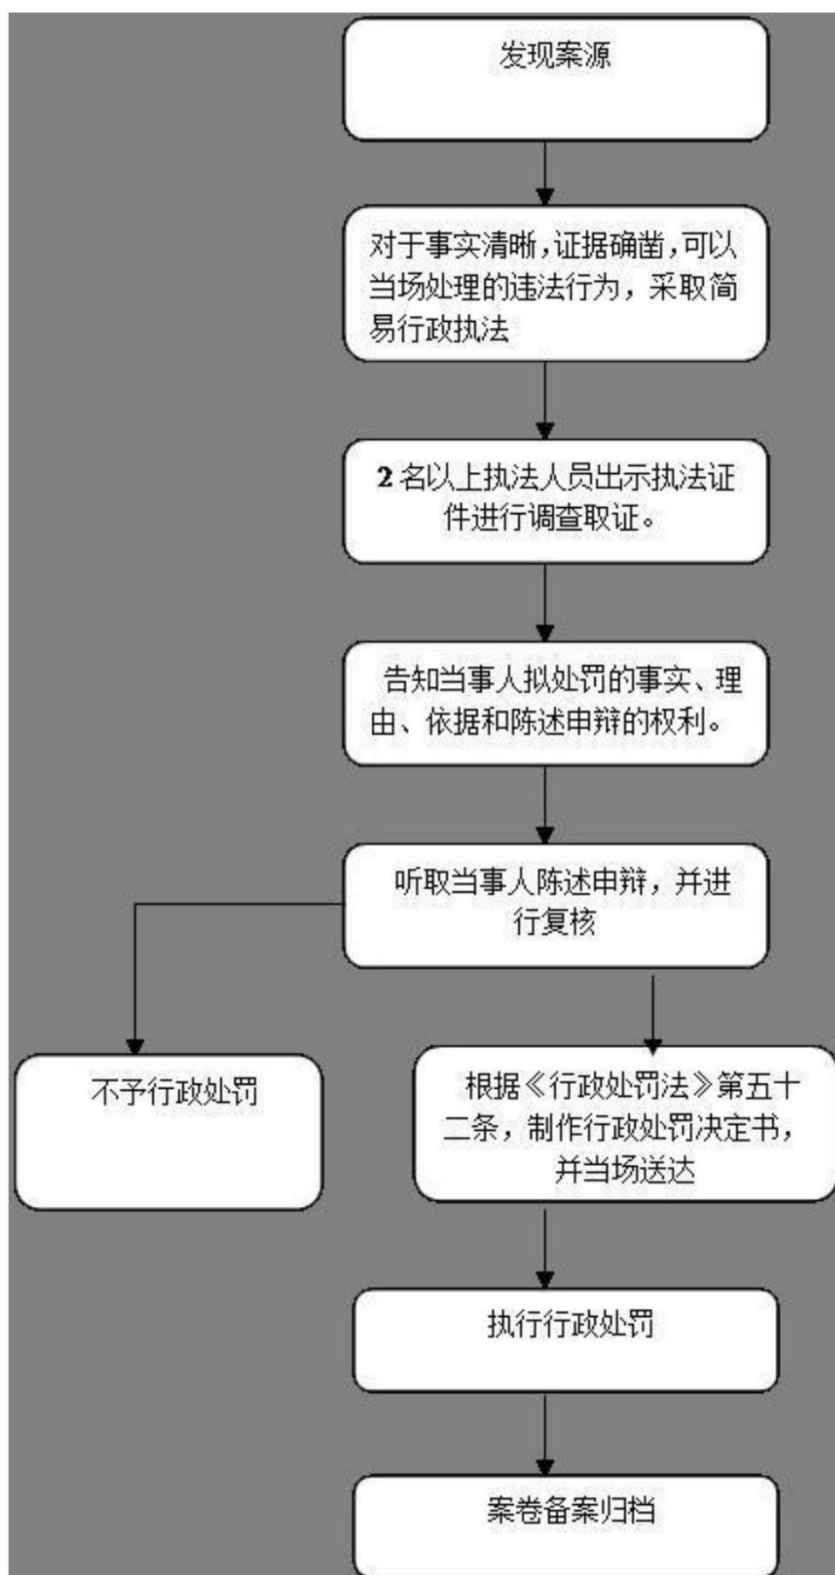 发现案源
对于事实清晰,证据确凿,可以
当场处理的违法行为，采取简
易行政执法
2 名以上执法人员出示执法证
件进行调查取证。
告知当事人拟处罚的事实、理
由、依据和陈述申辩的权利。
听取当事人陈述申辩，并进
行复核
不予行政处罚
根据《行政处罚法》第五十
二条，制作行政处罚决定书，
并当场送达
执行行政处罚
案卷备案归档